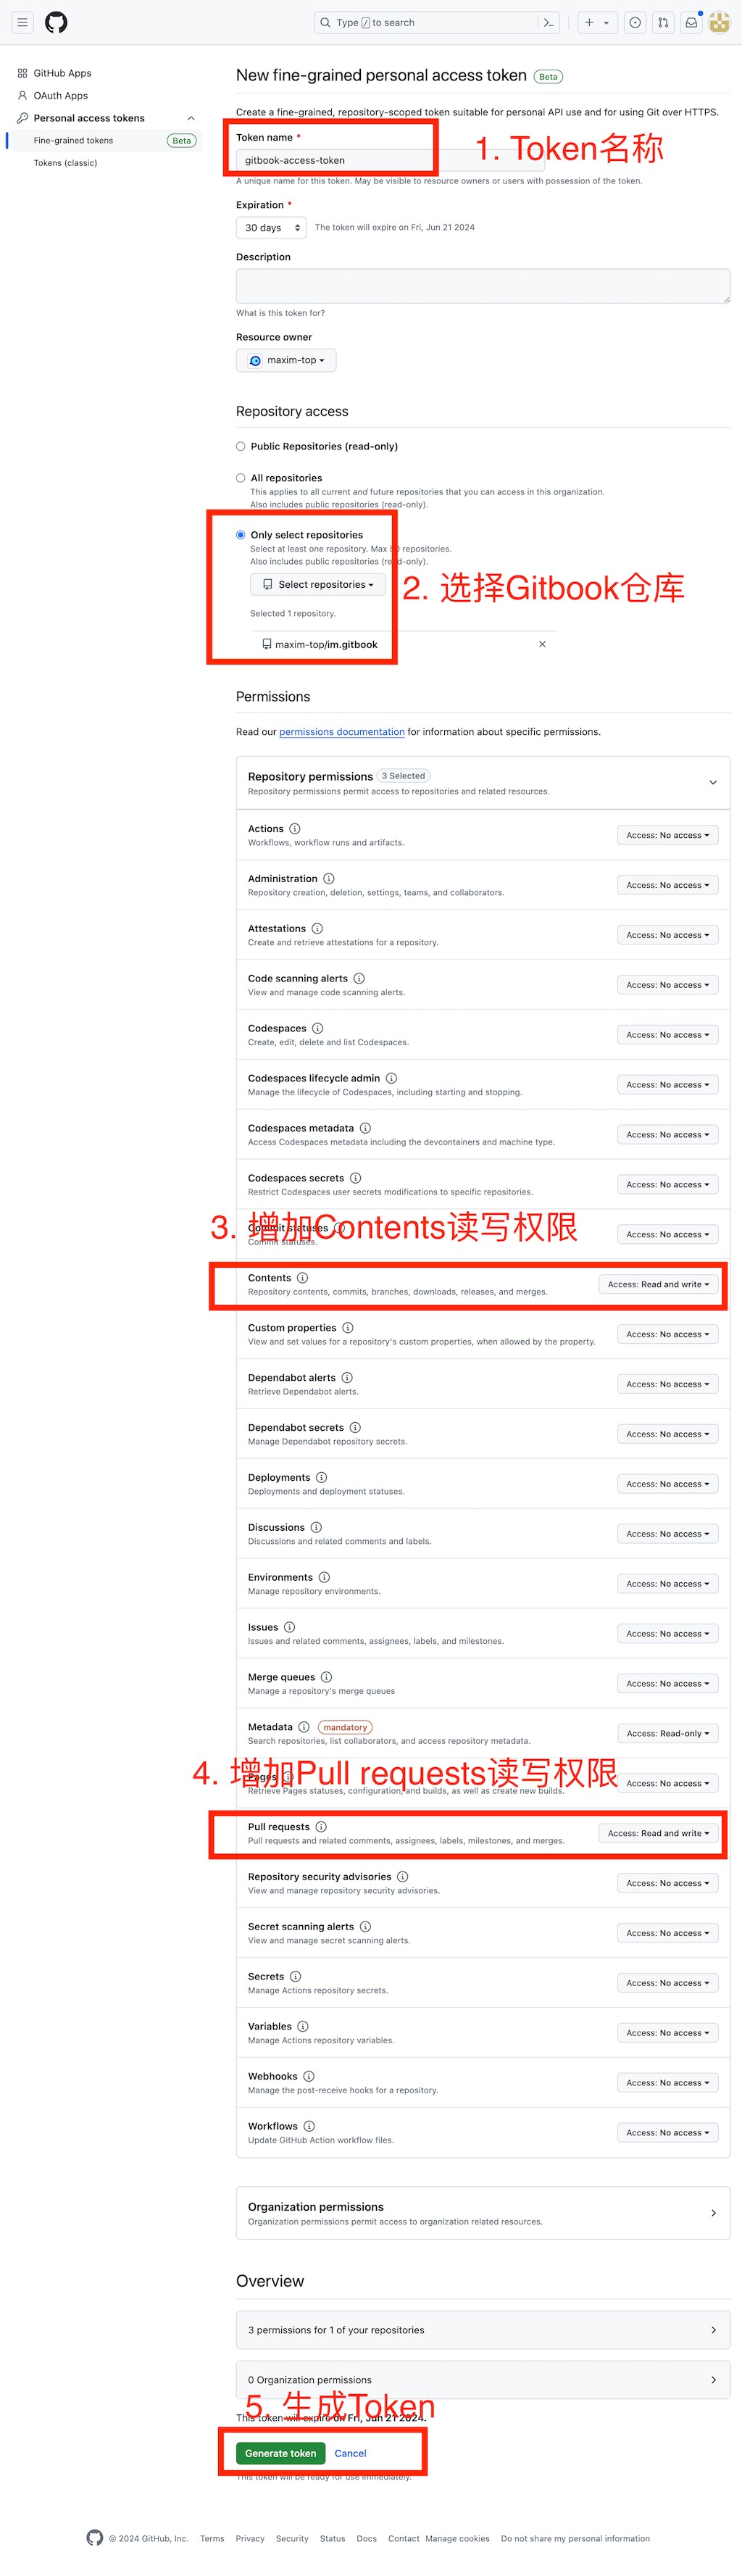 Type / to search
GitHub Apps
OAuth Apps
Personal access tokens
Fine-grained tokens Beta
Tokens (classic)
New fine-grained personal access token Beta
Create a fine-grained, repository-scoped token suitable for personal API use and for using Git over HTTPS.
Token name *
1. Token名称
gitbook-access-token
A unique name for this token. May be visible to resource owners or users with possession of the token.
Expiration *
30 days The token will expire on Fri, Jun 21 2024
Description
What is this token for?
Resource owner
maxim-top
Repository access
Public Repositories (read-only)
All repositories
This applies to all current and future repositories that you can access in this organization.
Also includes public repositories (read-only).
Only select repositories
Select at least one repository. Max 50 repositories.
Also includes public repositories (read-only).
Select repositories
2. 选择Gitbook仓库
Selected 1 repository.
maxim-top/im.gitbook
Permissions
Read our permissions documentation for information about specific permissions.
Repository permissions 3 Selected
Repository permissions permit access to repositories and related resources.
Actions
Workflows, workflow runs and artifacts.
Access: No access
Administration
Repository creation, deletion, settings, teams, and collaborators.
Access: No access
Attestations
Create and retrieve attestations for a repository.
Access: No access
Code scanning alerts
View and manage code scanning alerts.
Access: No access
Codespaces
Create, edit, delete and list Codespaces.
Access: No access
Codespaces lifecycle admin
Manage the lifecycle of Codespaces, including starting and stopping.
Access: No access
Codespaces metadata
Access Codespaces metadata including the devcontainers and machine type.
Access: No access
Codespaces secrets
Restrict Codespaces user secrets modifications to specific repositories.
Access: No access
3. 增加Contents读写权限
Commit statuses
Commit statuses.
Access: No access
Contents
Repository contents, commits, branches, downloads, releases, and merges.
Access: Read and write
Custom properties
View and set values for a repository's custom properties, when allowed by the property.
Access: No access
Dependabot alerts
Retrieve Dependabot alerts.
Access: No access
Dependabot secrets
Manage Dependabot repository secrets.
Access: No access
Deployments
Deployments and deployment statuses.
Access: No access
Discussions
Discussions and related comments and labels.
Access: No access
Environments
Manage repository environments.
Access: No access
Issues
Issues and related comments, assignees, labels, and milestones.
Access: No access
Merge queues
Manage a repository's merge queues
Access: No access
Metadata mandatory
Search repositories, list collaborators, and access repository metadata.
Access: Read-only
4. 增加Pull requests读写权限
Pages
Retrieve Pages statuses, configuration, and builds, as well as create new builds.
Access: No access
Pull requests
Pull requests and related comments, assignees, labels, milestones, and merges.
Access: Read and write
Repository security advisories
View and manage repository security advisories.
Access: No access
Secret scanning alerts
View and manage secret scanning alerts.
Access: No access
Secrets
Manage Actions repository secrets.
Access: No access
Variables
Manage Actions repository variables.
Access: No access
Webhooks
Manage the post-receive hooks for a repository.
Access: No access
Workflows
Update GitHub Action workflow files.
Access: No access
Organization permissions
Organization permissions permit access to organization related resources.
Overview
3 permissions for 1 of your repositories
0 Organization permissions
5. 生成Token
This token will expire on Fri, Jun 21 2024.
Generate token Cancel
This token will be ready for use immediately.
© 2024 GitHub, Inc. Terms Privacy Security Status Docs Contact Manage cookies Do not share my personal information